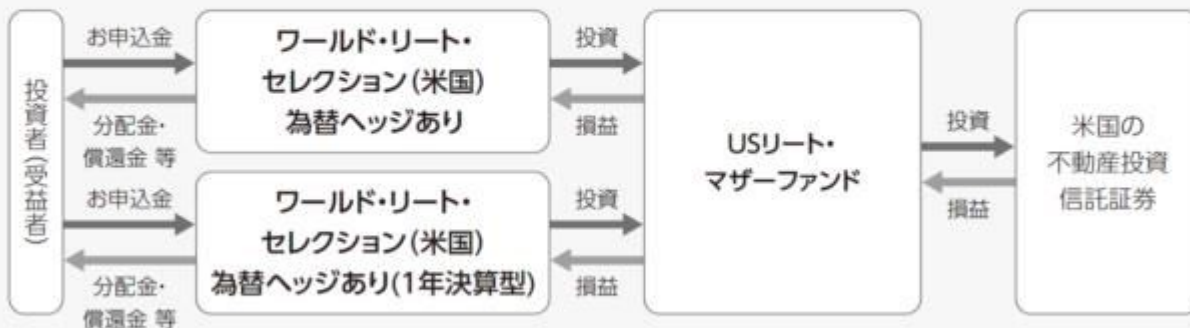 投資者(受益者)
お申込金
分配金・
償還金 等
お申込金
分配金・
償還金 等
ワールド・リート・
セレクション(米国)
為替ヘッジあり
ワールド・リート・
セレクション(米国)
為替ヘッジあり(1年決算型)
投資
損益
投資
損益
USリート・
マザーファンド
投資
損益
米国の
不動産投資
信託証券